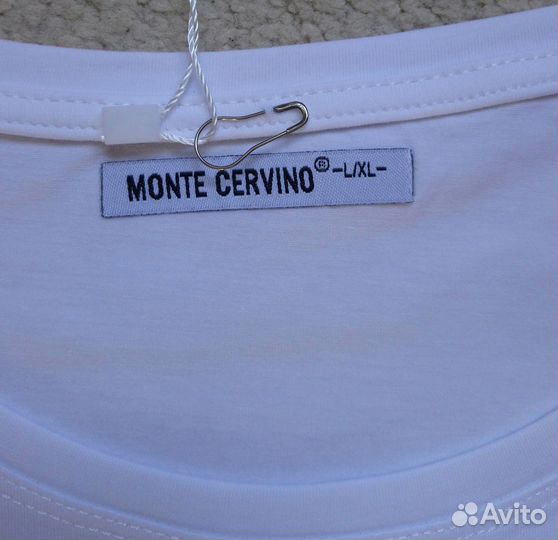 MONTE CERVINO® -L/XL-
Avito